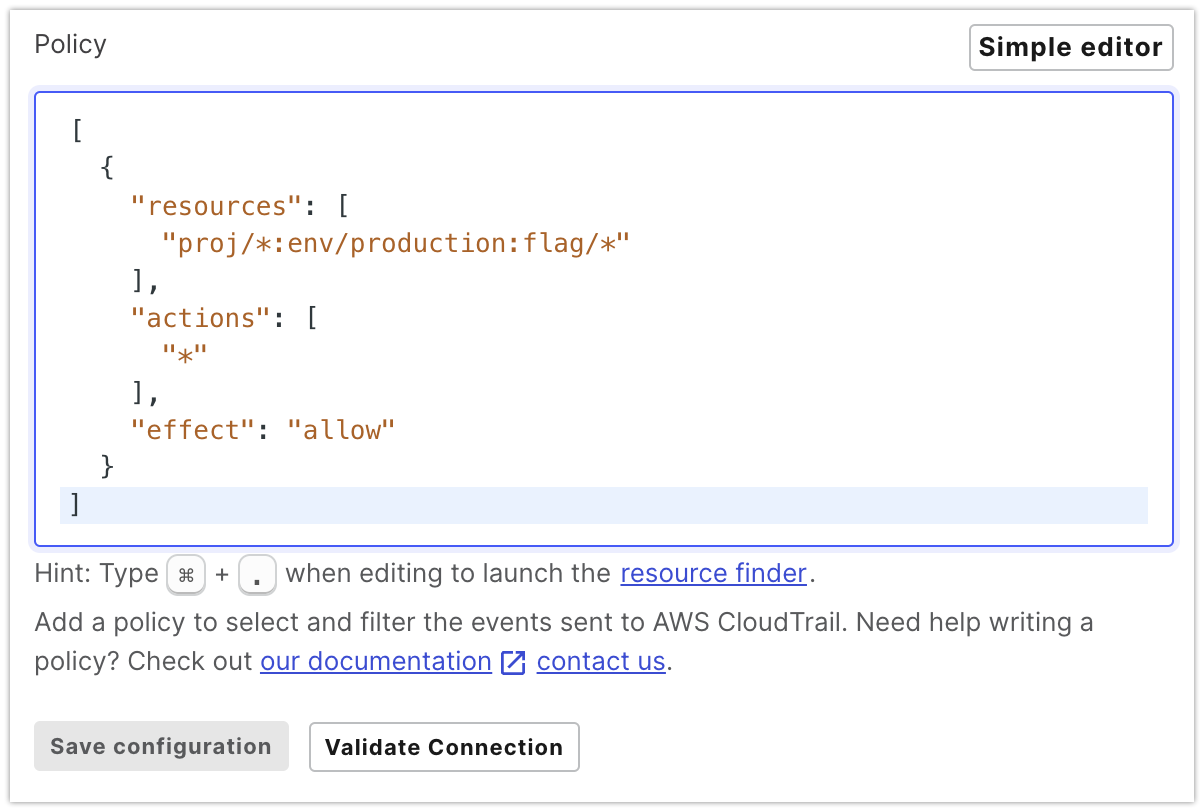 Policy
Simple editor
[
  {
    "resources": [
      "proj/*:env/production:flag/*"
    ],
    "actions": [
      "*"
    ],
    "effect": "allow"
  }
]
Hint: Type ⌘ + . when editing to launch the resource finder.
Add a policy to select and filter the events sent to AWS CloudTrail. Need help writing a
policy? Check out our documentation contact us.
Save configuration
Validate Connection